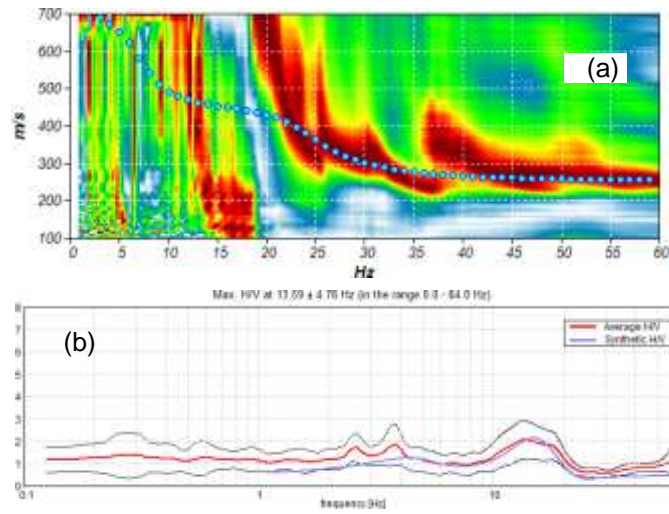 700
600
(a)
500
m/s
400
300
200
100
0 5 10 15 20 25 30 35 40 45 50 55 60
Hz
Max. H/V at 13.59 ± 4.76 Hz (in the range 0.0 - 64.0 Hz).
8
(b)
Average H/V
Synthetic H/V
7
6
5
4
3
2
1
0
0.1 1 10
frequency [Hz]